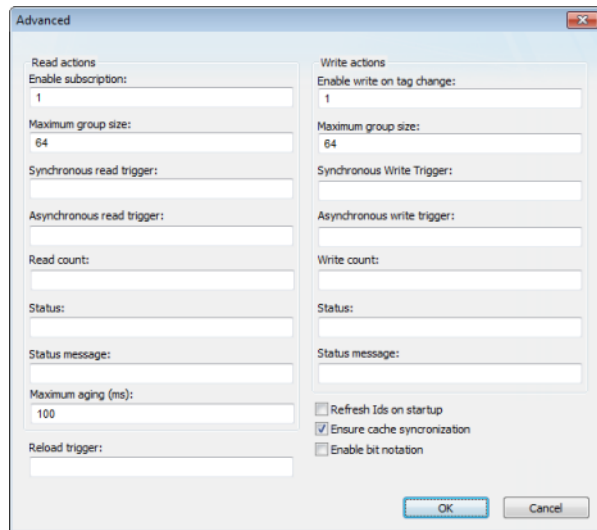 Advanced
Read actions
Enable subscription:
1
Maximum group size:
64
Synchronous read trigger:
Asynchronous read trigger:
Read count:
Status:
Status message:
Maximum aging (ms):
100
Reload trigger:
Write actions
Enable write on tag change:
1
Maximum group size:
64
Synchronous Write Trigger:
Asynchronous write trigger:
Write count:
Status:
Status message:
Refresh Ids on startup
Ensure cache syncronization
Enable bit notation
OK
Cancel